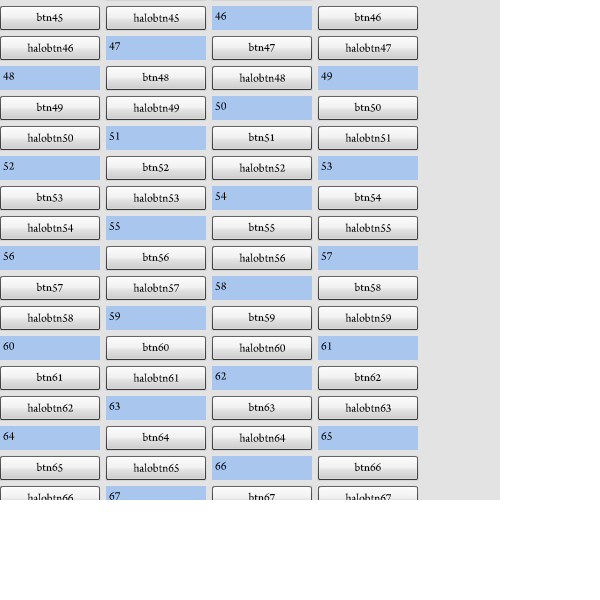 btn45 halobtn45 46 btn46
halobtn46 47 btn47 halobtn47
48 btn48 halobtn48 49
btn49 halobtn49 50 btn50
halobtn50 51 btn51 halobtn51
52 btn52 halobtn52 53
btn53 halobtn53 54 btn54
halobtn54 55 btn55 halobtn55
56 btn56 halobtn56 57
btn57 halobtn57 58 btn58
halobtn58 59 btn59 halobtn59
60 btn60 halobtn60 61
btn61 halobtn61 62 btn62
halobtn62 63 btn63 halobtn63
64 btn64 halobtn64 65
btn65 halobtn65 66 btn66
halobtn66 67 btn67 halobtn67